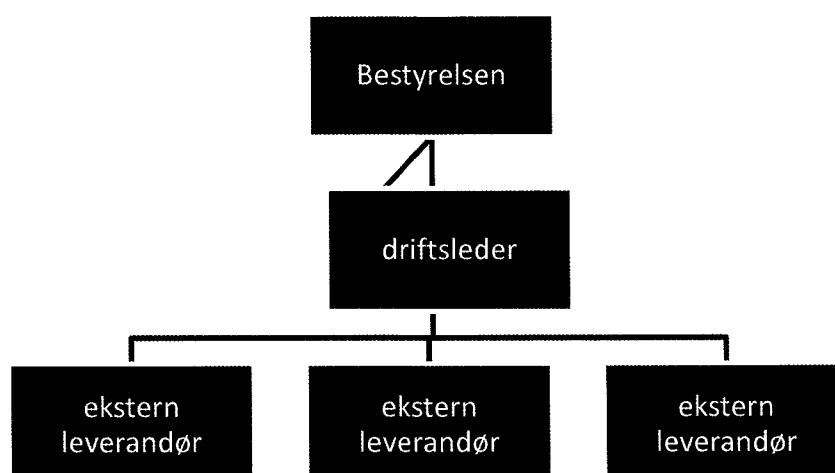 Bestyrelsen
driftsleder
ekstern
leverandør
ekstern
leverandør
ekstern
leverandør